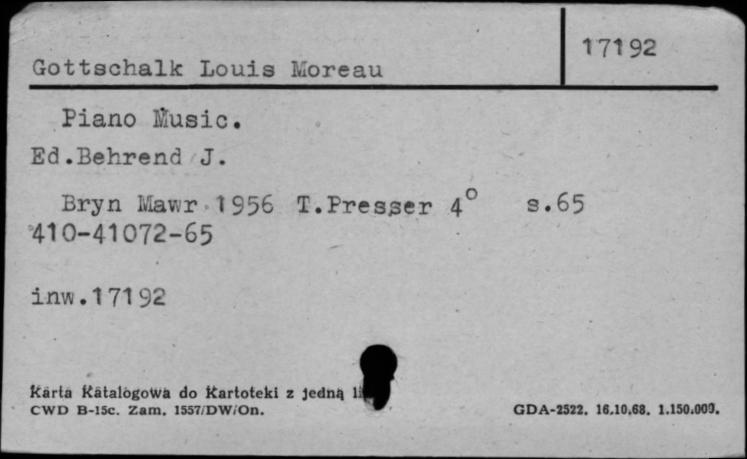 17192
Gottschalk Louis Moreau
Piano Music.
Ed.Behrend J.
Bryn Mawr 1956 T.Presser 4° s.65
410-41072-65
inw.17192
Karta Katalogowa do Kartoteki z jedną
CWD B-15c. Zam. 1557/DW/On. GDA-2522. 16.10.68. 1.150.000.